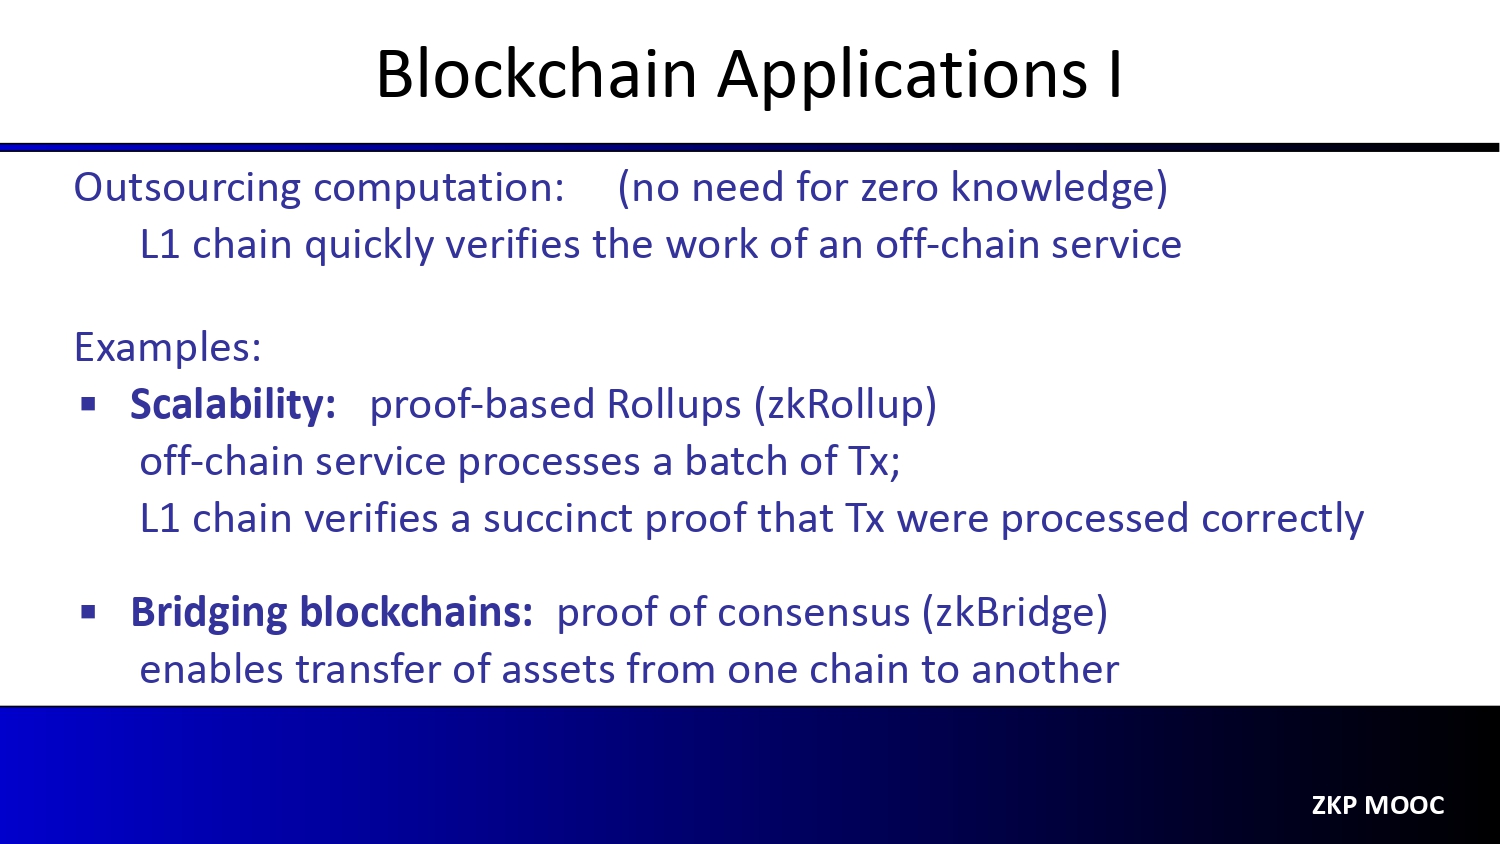 Blockchain Applications I
Outsourcing computation: (no need for zero knowledge)
L1 chain quickly verifies the work of an off-chain service
Examples:
▪ Scalability: proof-based Rollups (zkRollup)
off-chain service processes a batch of Tx;
L1 chain verifies a succinct proof that Tx were processed correctly
▪ Bridging blockchains: proof of consensus (zkBridge)
enables transfer of assets from one chain to another
ZKP MOOC